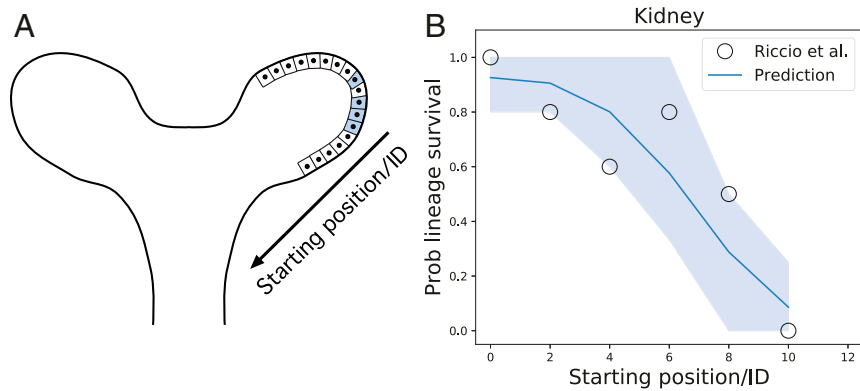 A
Starting position/ID
B
Kidney
Riccio et al.
Prediction
Prob lineage survival
1.0
0.8
0.6
0.4
0.2
0.0
0
2
4
6
8
10
12
Starting position/ID